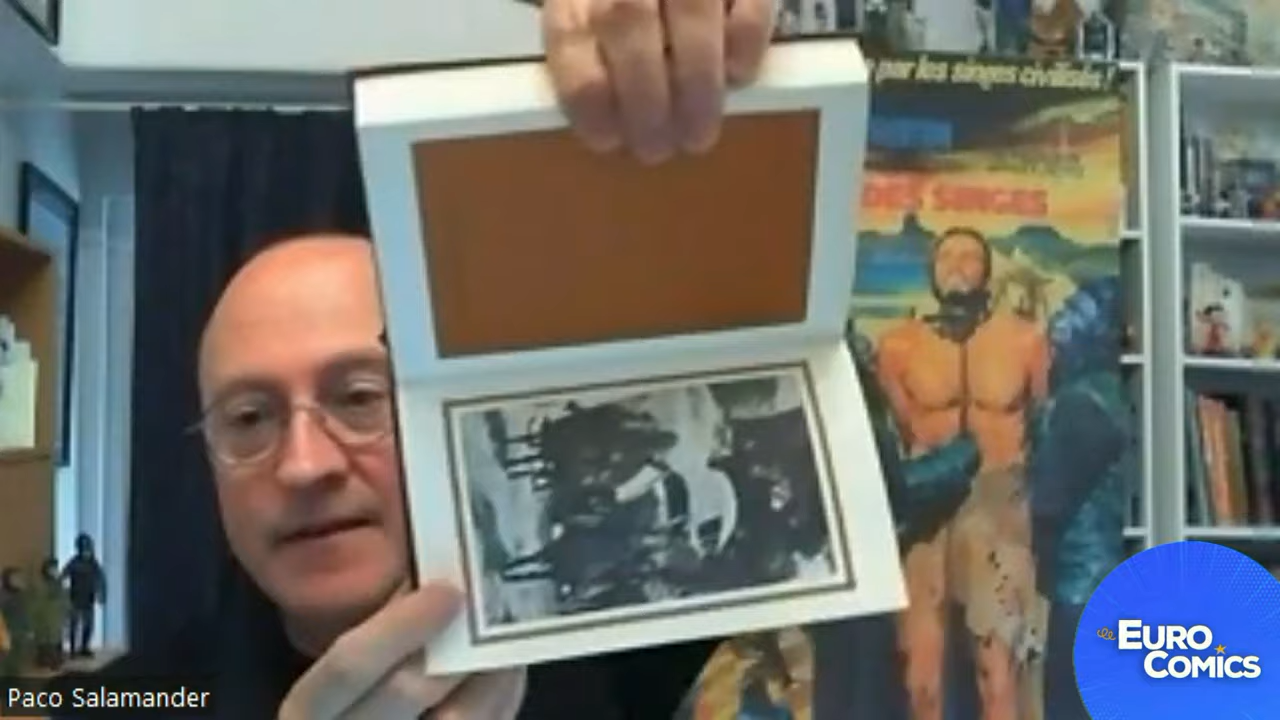 par les singes civilisés !
DES SINGES
EURO
COMICS
Paco Salamander